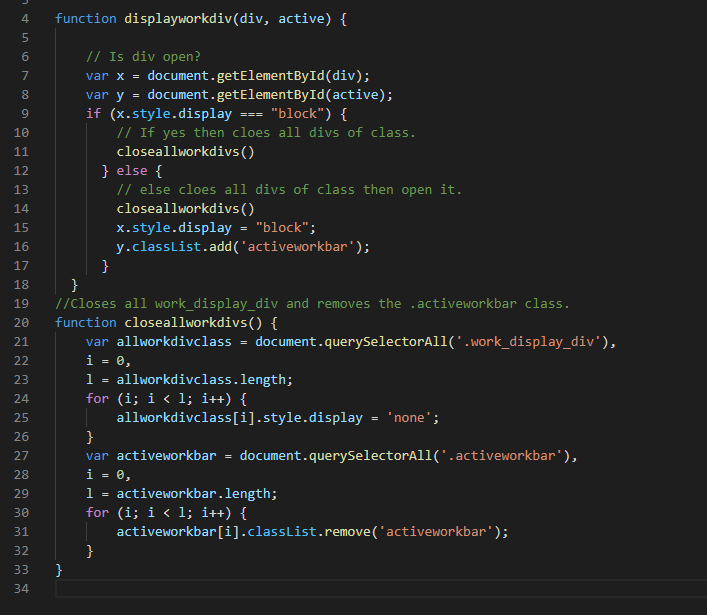 4 function displayworkdiv(div, active) {
5
6 // Is div open?
7 var x = document.getElementById(div);
8 var y = document.getElementById(active);
9 if (x.style.display === "block") {
10 // If yes then cloes all divs of class.
11 closeallworkdivs()
12 } else {
13 // else cloes all divs of class then open it.
14 closeallworkdivs()
15 x.style.display = "block";
16 y.classList.add('activeworkbar');
17 }
18 }
19 //Closes all work_display_div and removes the .activeworkbar class.
20 function closeallworkdivs() {
21 var allworkdivclass = document.querySelectorAll('.work_display_div'),
22 i = 0,
23 l = allworkdivclass.length;
24 for (i; i < l; i++) {
25 allworkdivclass[i].style.display = 'none';
26 }
27 var activeworkbar = document.querySelectorAll('.activeworkbar'),
28 i = 0,
29 l = activeworkbar.length;
30 for (i; i < l; i++) {
31 activeworkbar[i].classList.remove('activeworkbar');
32 }
33 }
34